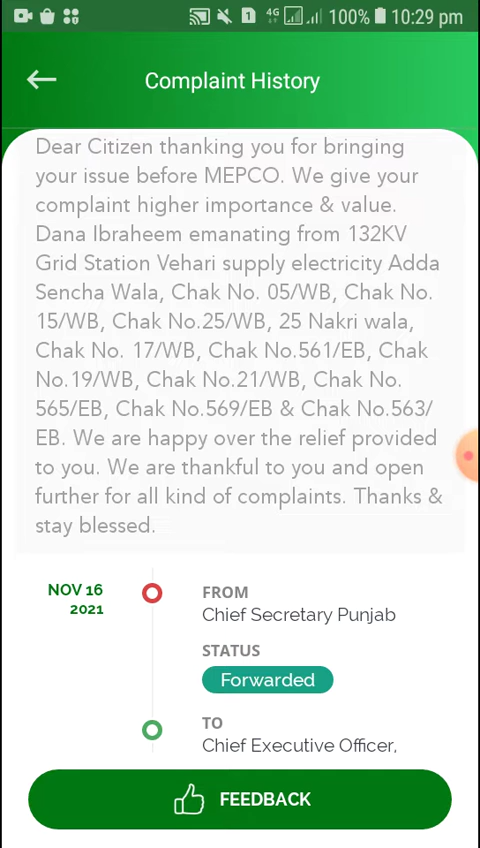 1 4G 100% 10:29 pm
Complaint History
Dear Citizen thanking you for bringing
your issue before MEPCO. We give your
complaint higher importance & value.
Dana Ibraheem emanating from 132KV
Grid Station Vehari supply electricity Adda
Sencha Wala, Chak No. 05/WB, Chak No.
15/WB, Chak No.25/WB, 25 Nakri wala,
Chak No. 17/WB, Chak No.561/EB, Chak
No.19/WB, Chak No.21/WB, Chak No.
565/EB, Chak No.569/EB & Chak No.563/
EB. We are happy over the relief provided
to you. We are thankful to you and open
further for all kind of complaints. Thanks &
stay blessed.
NOV 16
2021
FROM
Chief Secretary Punjab
STATUS
Forwarded
TO
Chief Executive Officer,
FEEDBACK